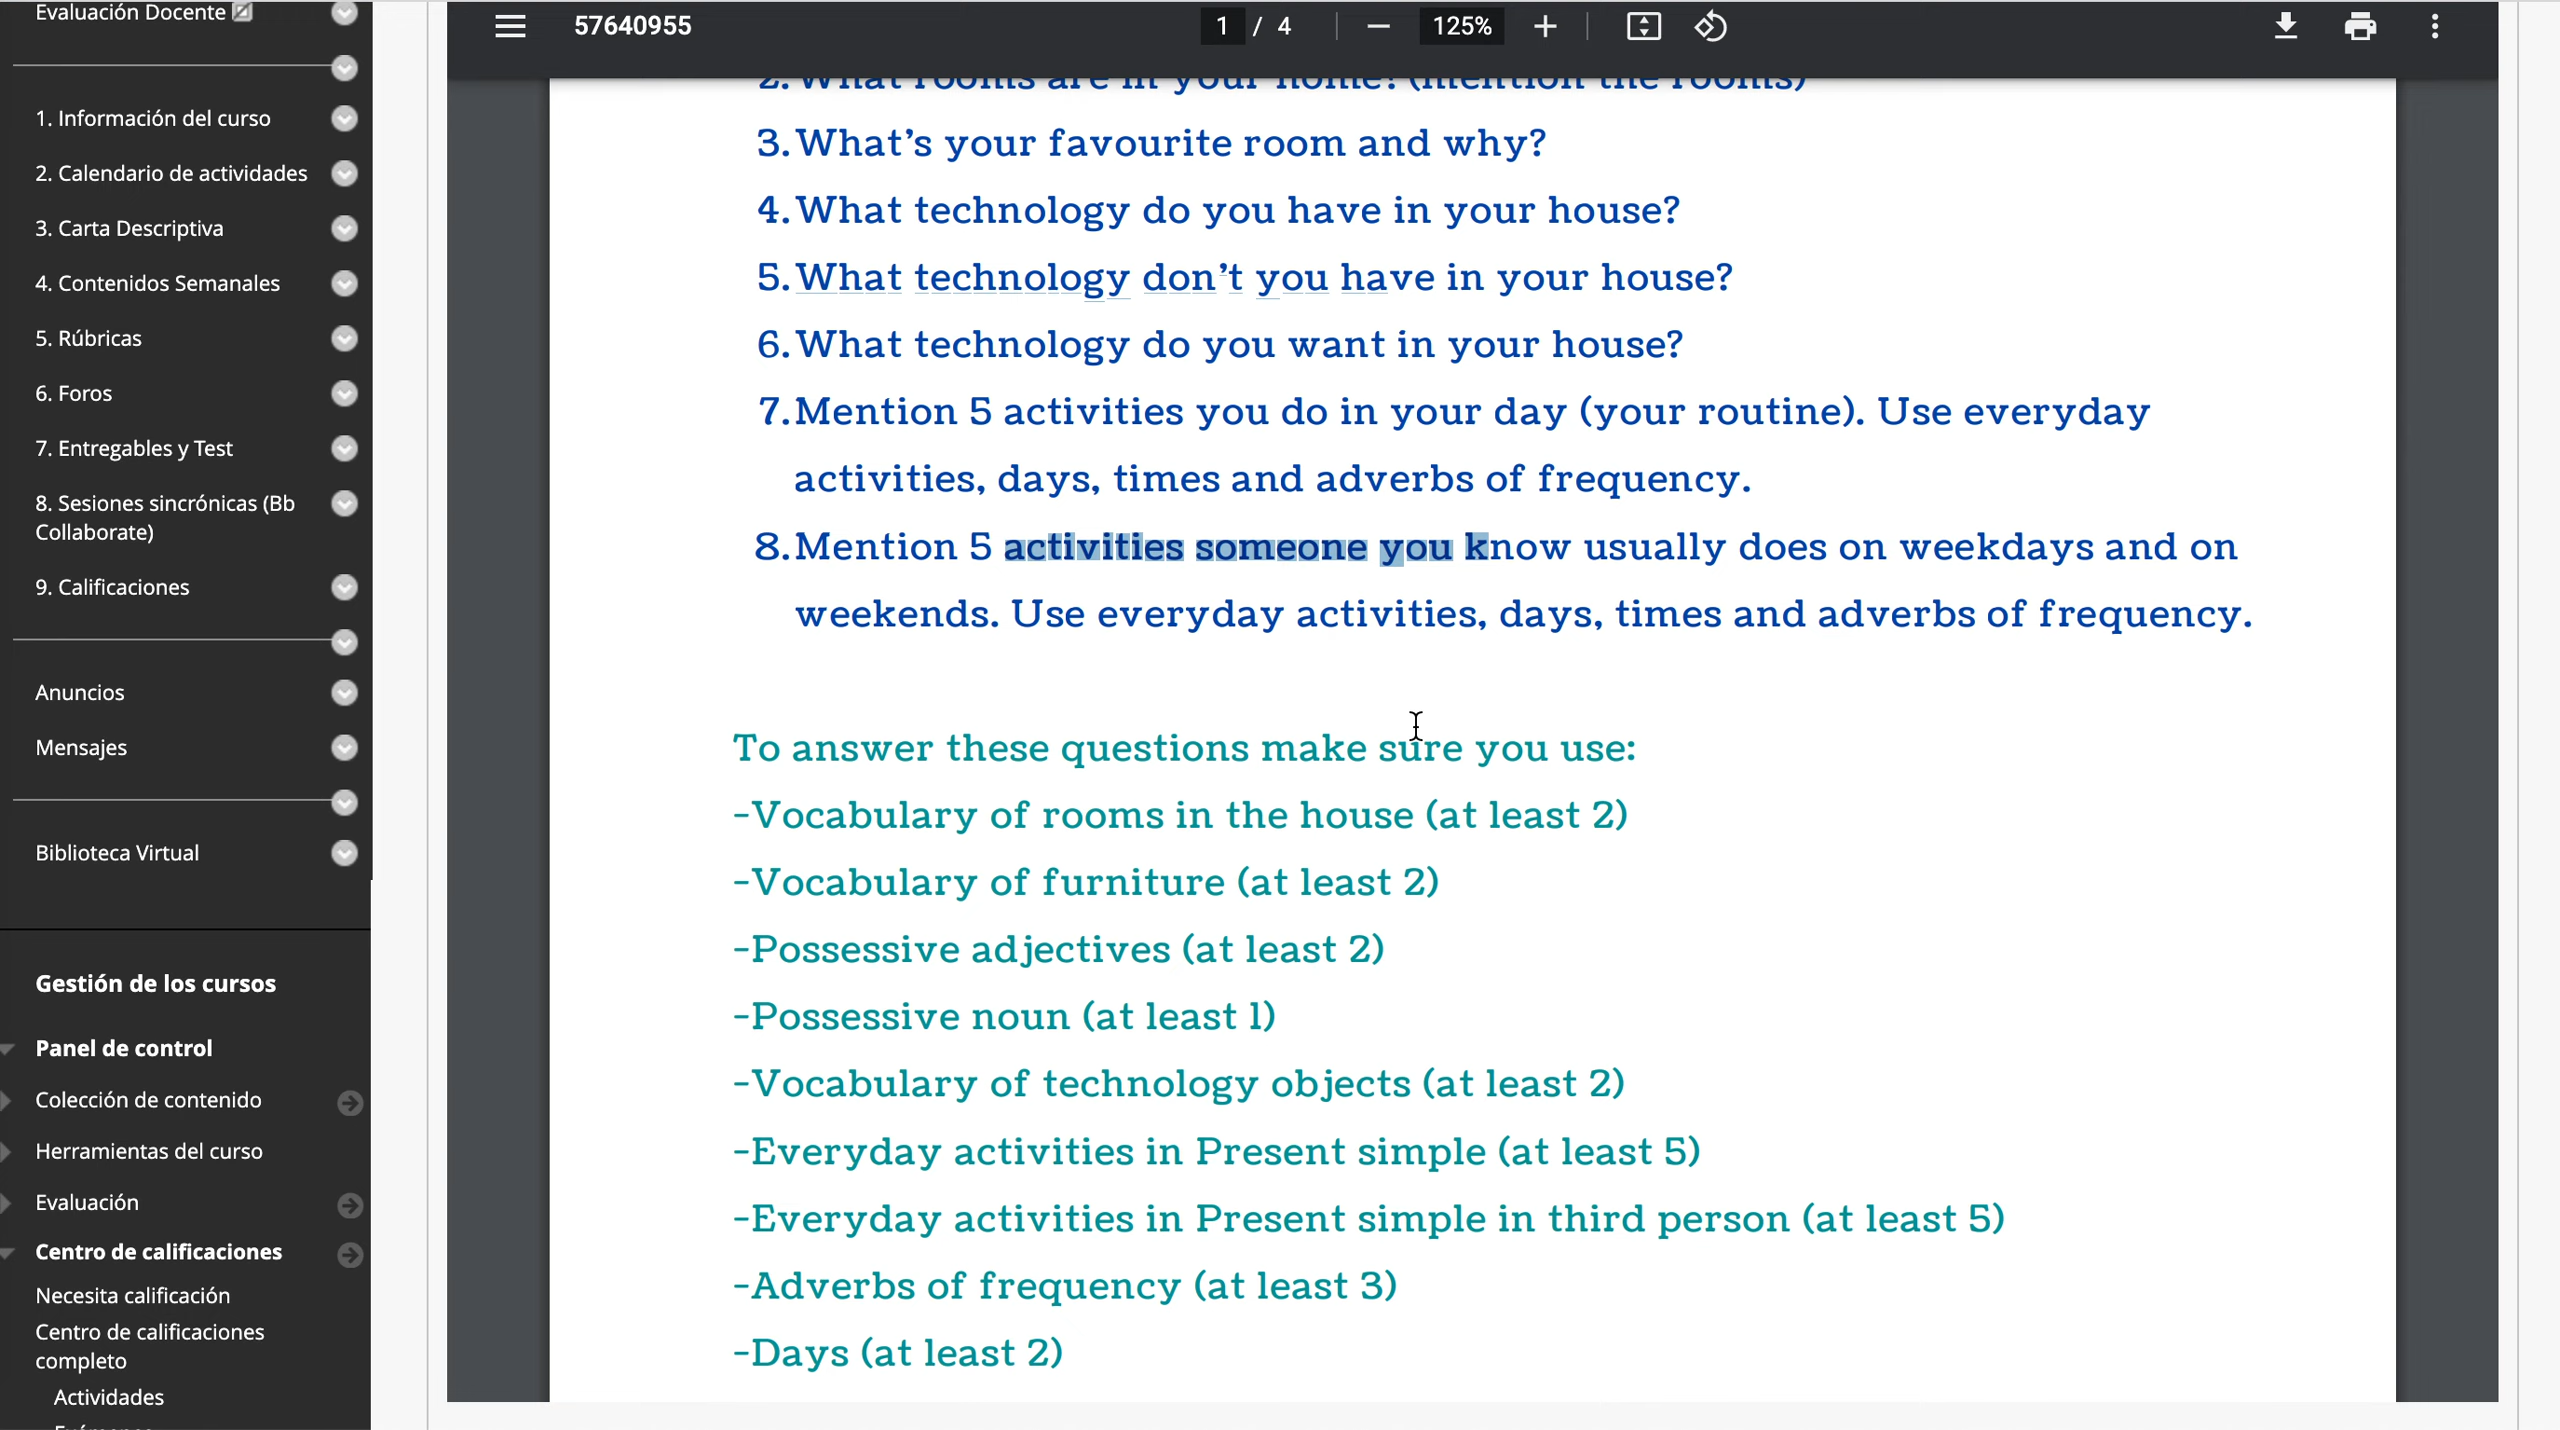 Evaluación Docente
1. Información del curso
2. Calendario de actividades
3. Carta Descriptiva
4. Contenidos Semanales
5. Rúbricas
6. Foros
7. Entregables y Test
8. Sesiones sincrónicas (Bb
Collaborate)
9. Calificaciones
Anuncios
Mensajes
Biblioteca Virtual
Gestión de los cursos
Panel de control
Colección de contenido
Herramientas del curso
Evaluación
Centro de calificaciones
Necesita calificación
Centro de calificaciones
completo
Actividades
57640955
1 / 4
125%
2. What rooms are in your home? (mention the rooms)
3. What's your favourite room and why?
4. What technology do you have in your house?
5. What technology don't you have in your house?
6. What technology do you want in your house?
7. Mention 5 activities you do in your day (your routine). Use everyday
activities, days, times and adverbs of frequency.
8. Mention 5 activities someone you know usually does on weekdays and on
weekends. Use everyday activities, days, times and adverbs of frequency.
To answer these questions make sure you use:
-Vocabulary of rooms in the house (at least 2)
-Vocabulary of furniture (at least 2)
-Possessive adjectives (at least 2)
-Possessive noun (at least 1)
-Vocabulary of technology objects (at least 2)
-Everyday activities in Present simple (at least 5)
-Everyday activities in Present simple in third person (at least 5)
-Adverbs of frequency (at least 3)
-Days (at least 2)